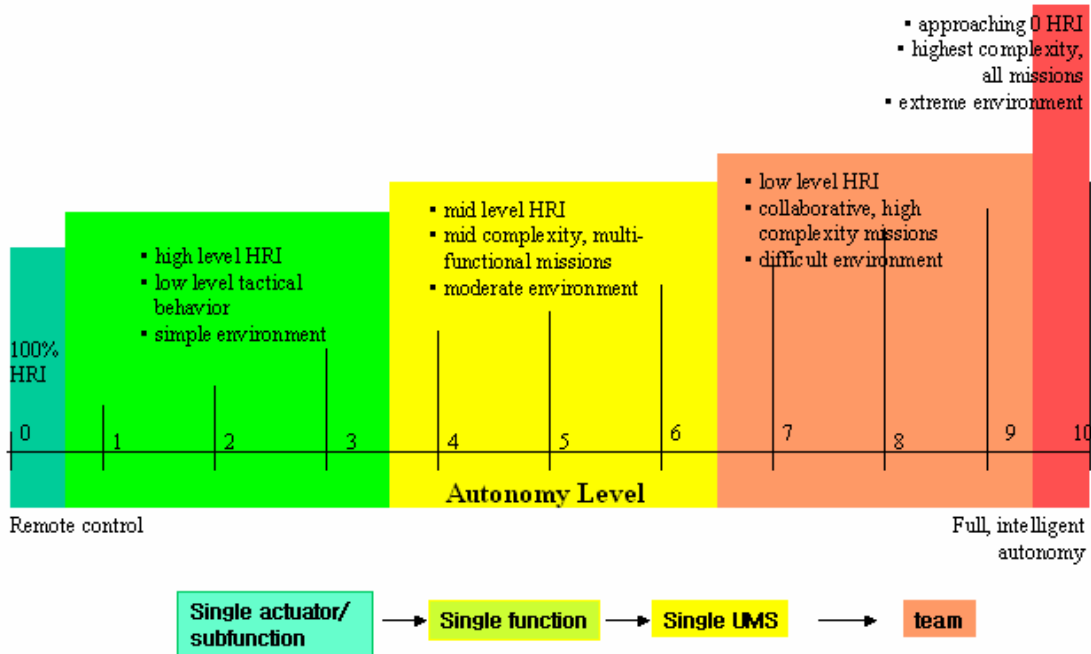 ▪ approaching 0 HRI
▪ highest complexity,
all missions
▪ extreme environment
▪ low level HRI
▪ collaborative, high
complexity missions
▪ difficult environment
▪ mid level HRI
▪ mid complexity, multi-
functional missions
▪ moderate environment
▪ high level HRI
▪ low level tactical
behavior
▪ simple environment
100%
HRI
0 1 2 3 4 5 6 7 8 9 10
Autonomy Level
Remote control
Full, intelligent
autonomy
Single actuator/
subfunction
Single function
Single UMS
team